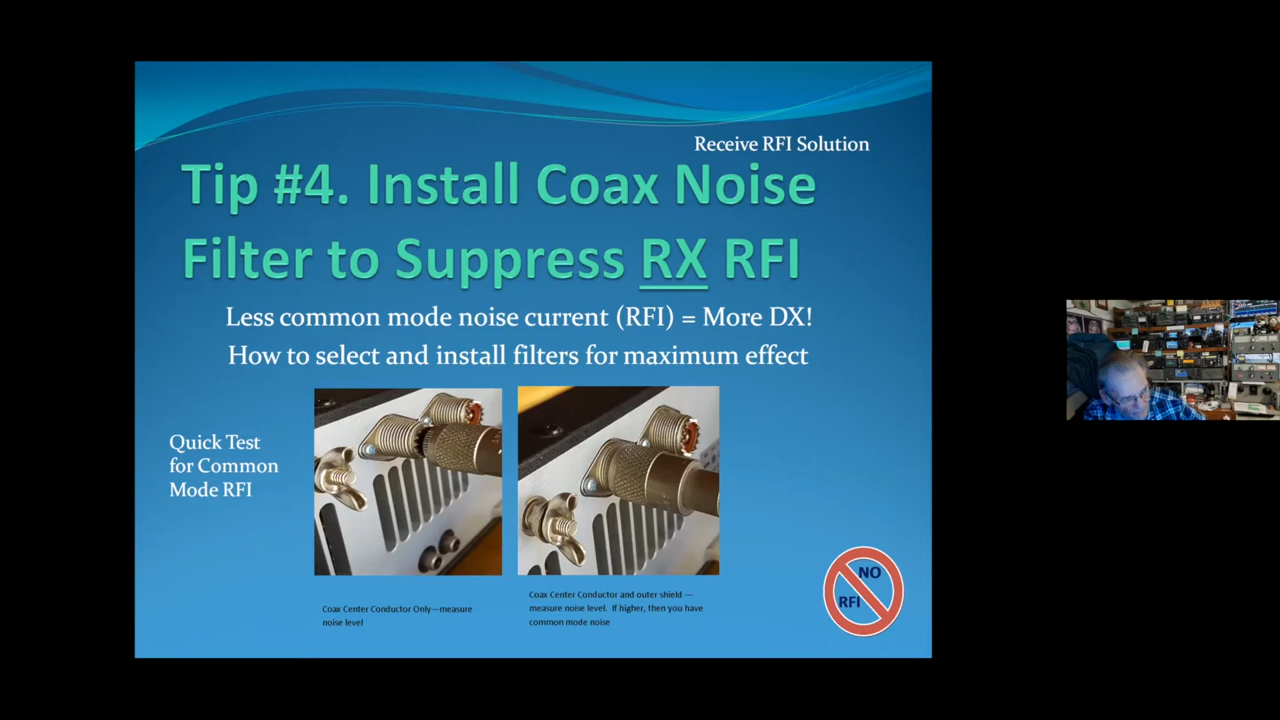 Receive RFI Solution
Tip #4. Install Coax Noise
Filter to Suppress RX RFI
Less common mode noise current (RFI) = More DX!
How to select and install filters for maximum effect
Quick Test
for Common
Mode RFI
Coax Center Conductor Only—measure
noise level
Coax Center Conductor and outer shield —
measure noise level. If higher, then you have
common mode noise
NO
RFI